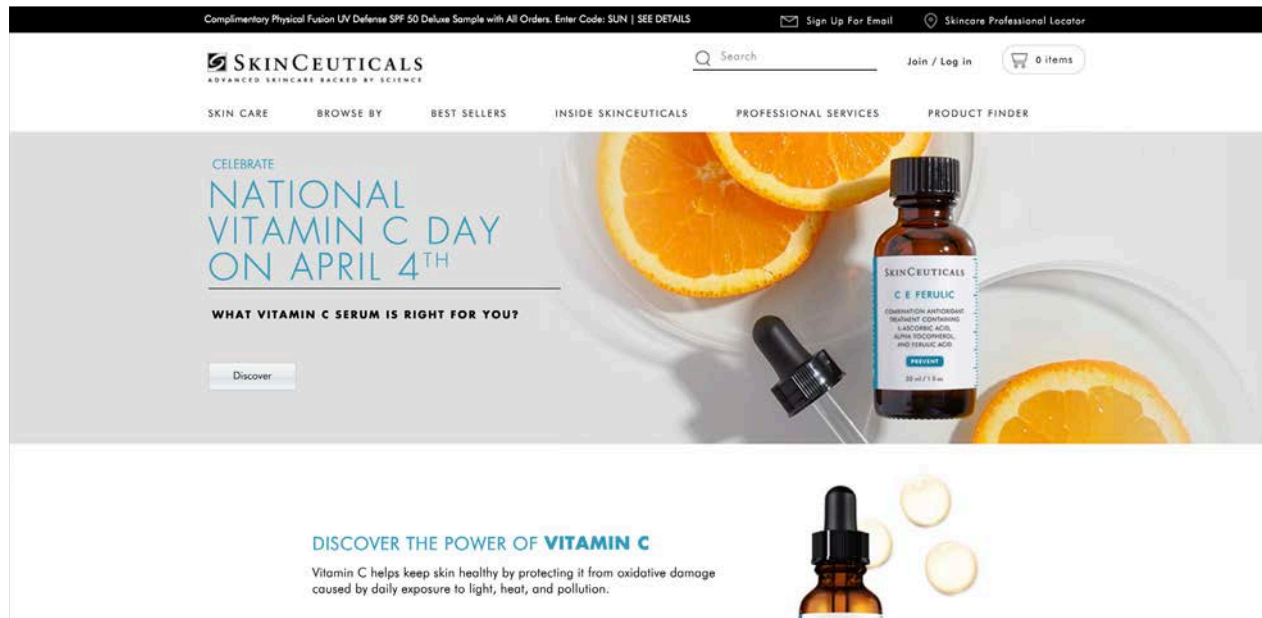 Complimentary Physical Fusion UV Defense SPF 50 Deluxe Sample with All Orders. Enter Code: SUN | SEE DETAILS
Sign Up For Email
Skincare Professional Locator
SKINCEUTICALS
ADVANCED SKINCARE BACKED BY SCIENCE
Search
Join / Log in
0 items
SKIN CARE
BROWSE BY
BEST SELLERS
INSIDE SKINCEUTICALS
PROFESSIONAL SERVICES
PRODUCT FINDER
CELEBRATE
NATIONAL
VITAMIN C DAY
ON APRIL 4TH
WHAT VITAMIN C SERUM IS RIGHT FOR YOU?
Discover
SKINCEUTICALS
C E FERULIC
COMBINATION ANTIOXIDANT
TREATMENT CONTAINING
L-ASCORBIC ACID,
ALPHA TOCOPHEROL,
AND FERULIC ACID
PREVENT
30 ml / 1 fl oz
DISCOVER THE POWER OF VITAMIN C
Vitamin C helps keep skin healthy by protecting it from oxidative damage
caused by daily exposure to light, heat, and pollution.